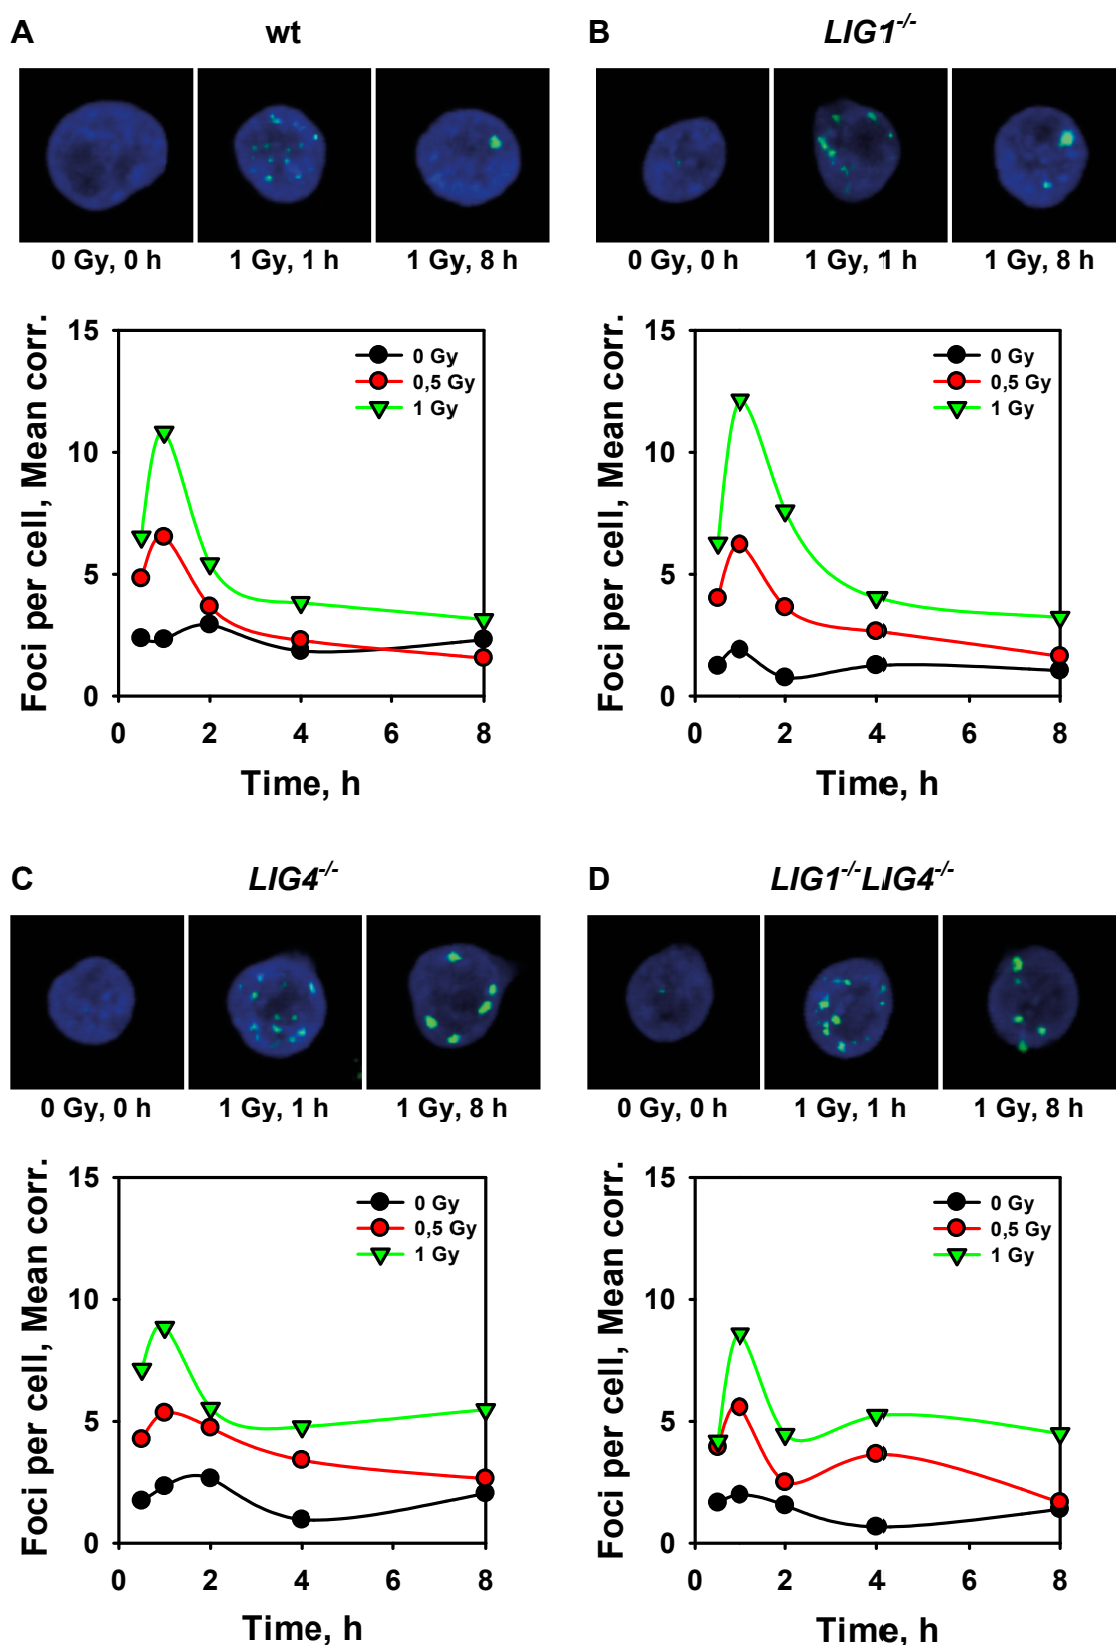 A wt
0 Gy, 0 h 1 Gy, 1 h 1 Gy, 8 h
Foci per cell, Mean corr.
15
10
5
0
0 Gy
0,5 Gy
1 Gy
0 2 4 6 8
Time, h
B LIG1-/-
0 Gy, 0 h 1 Gy, 1 h 1 Gy, 8 h
Foci per cell, Mean corr.
15
10
5
0
0 Gy
0,5 Gy
1 Gy
0 2 4 6 8
Time, h
C LIG4-/-
0 Gy, 0 h 1 Gy, 1 h 1 Gy, 8 h
Foci per cell, Mean corr.
15
10
5
0
0 Gy
0,5 Gy
1 Gy
0 2 4 6 8
Time, h
D LIG1-/-LIG4-/-
0 Gy, 0 h 1 Gy, 1 h 1 Gy, 8 h
Foci per cell, Mean corr.
15
10
5
0
0 Gy
0,5 Gy
1 Gy
0 2 4 6 8
Time, h